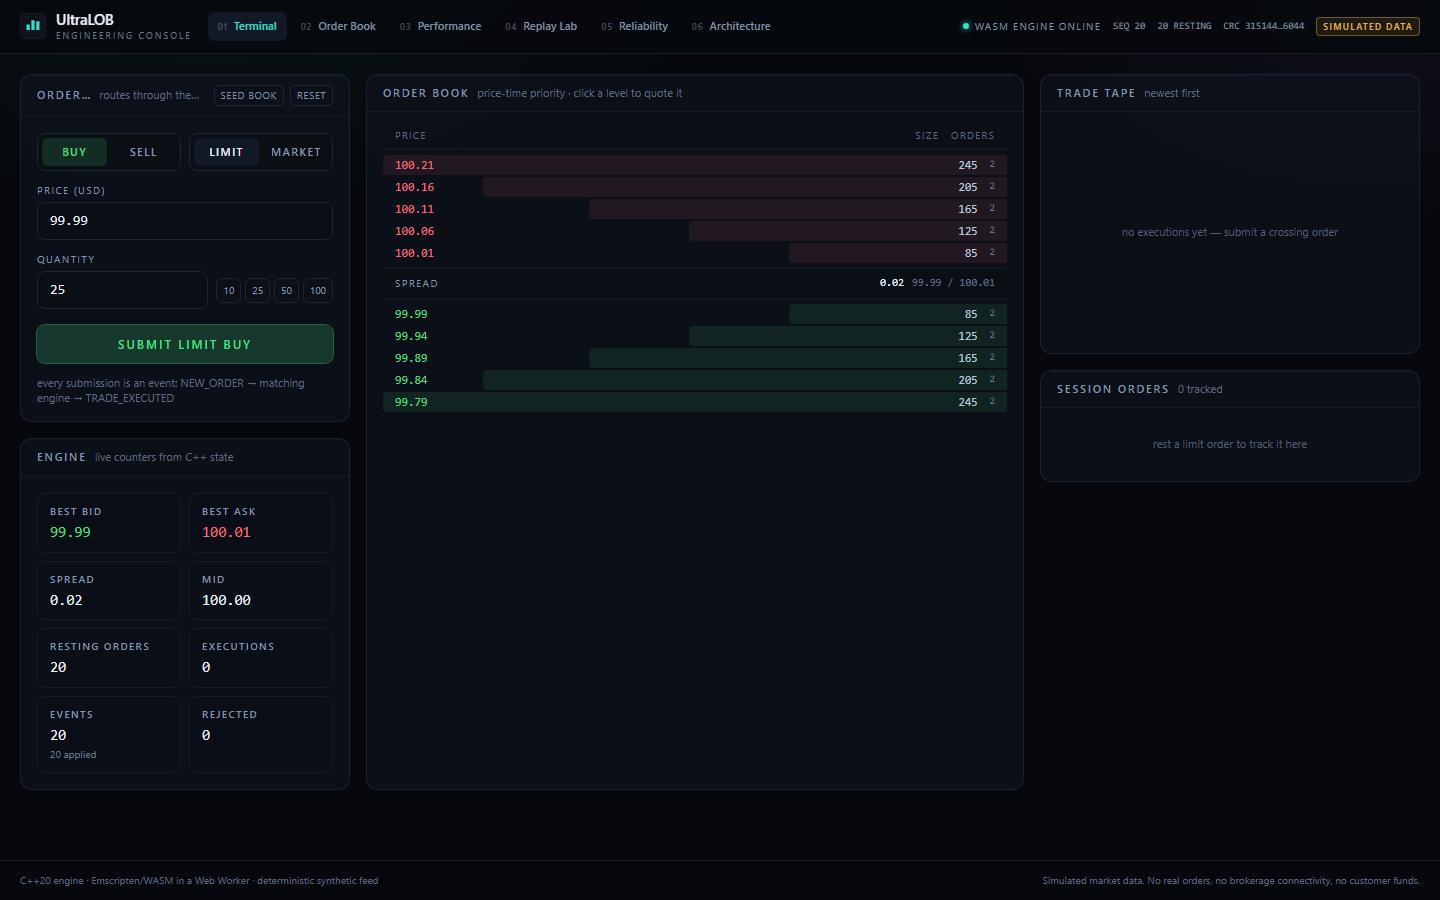 UltraLOB
ENGINEERING CONSOLE
01 Terminal
02 Order Book
03 Performance
04 Replay Lab
05 Reliability
06 Architecture
WASM ENGINE ONLINE
SEQ 20
20 RESTING
CRC 315144…6044
SIMULATED DATA
ORDER… routes through the…
SEED BOOK
RESET
BUY
SELL
LIMIT
MARKET
PRICE (USD)
99.99
QUANTITY
25
10
25
50
100
SUBMIT LIMIT BUY
every submission is an event: NEW_ORDER → matching
engine → TRADE_EXECUTED
ENGINE live counters from C++ state
BEST BID
99.99
BEST ASK
100.01
SPREAD
0.02
MID
100.00
RESTING ORDERS
20
EXECUTIONS
0
EVENTS
20
20 applied
REJECTED
0
ORDER BOOK price-time priority · click a level to quote it
PRICE SIZE ORDERS
100.21 245 2
100.16 205 2
100.11 165 2
100.06 125 2
100.01 85 2
SPREAD 0.02 99.99 / 100.01
99.99 85 2
99.94 125 2
99.89 165 2
99.84 205 2
99.79 245 2
TRADE TAPE newest first
no executions yet — submit a crossing order
SESSION ORDERS 0 tracked
rest a limit order to track it here
C++20 engine · Emscripten/WASM in a Web Worker · deterministic synthetic feed
Simulated market data. No real orders, no brokerage connectivity, no customer funds.